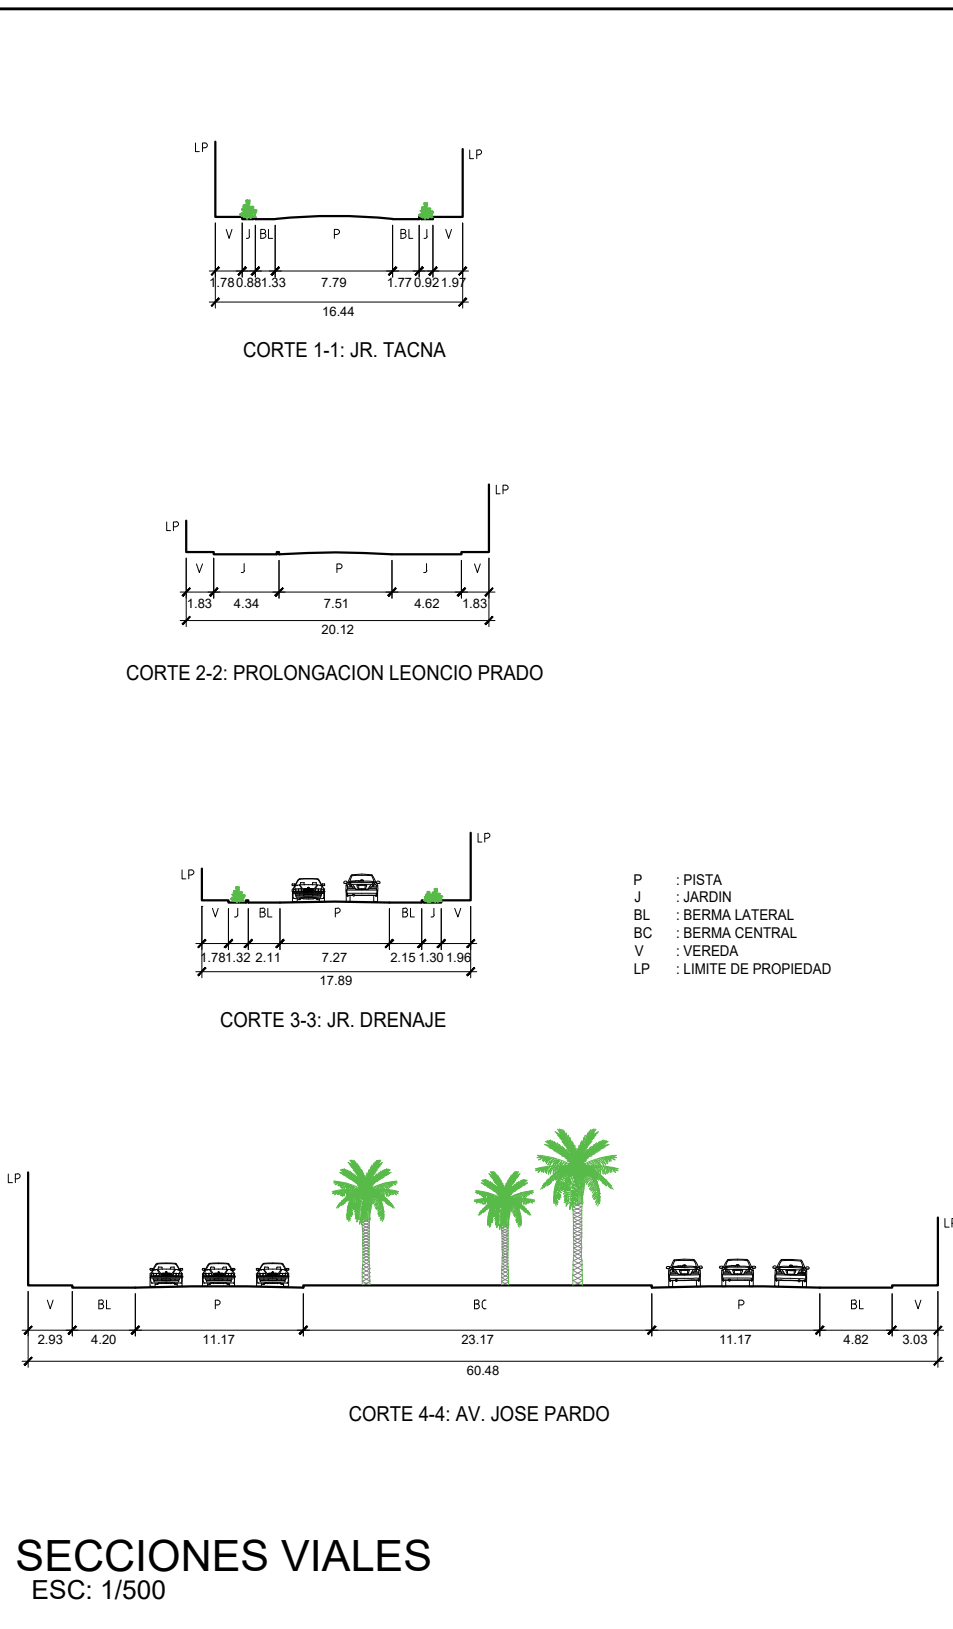 LP LP
V J BL P BL J V
1.78 0.88 1.33 7.79 1.77 0.92 1.97
16.44
CORTE 1-1: JR. TACNA
LP LP
V J P J V
1.83 4.34 7.51 4.62 1.83
20.12
CORTE 2-2: PROLONGACION LEONCIO PRADO
LP LP
V J BL P BL J V
1.78 1.32 2.11 7.27 2.15 1.30 1.96
17.89
CORTE 3-3: JR. DRENAJE
P : PISTA
J : JARDIN
BL : BERMA LATERAL
BC : BERMA CENTRAL
V : VEREDA
LP : LIMITE DE PROPIEDAD
LP LP
V BL P BC P BL V
2.93 4.20 11.17 23.17 11.17 4.82 3.03
60.48
CORTE 4-4: AV. JOSE PARDO
SECCIONES VIALES
ESC: 1/500